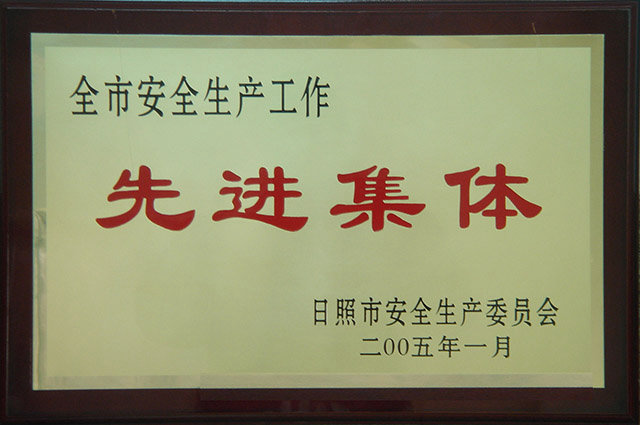 全市安全生产工作
先进集体
日照市安全生产委员会
二00五年一月